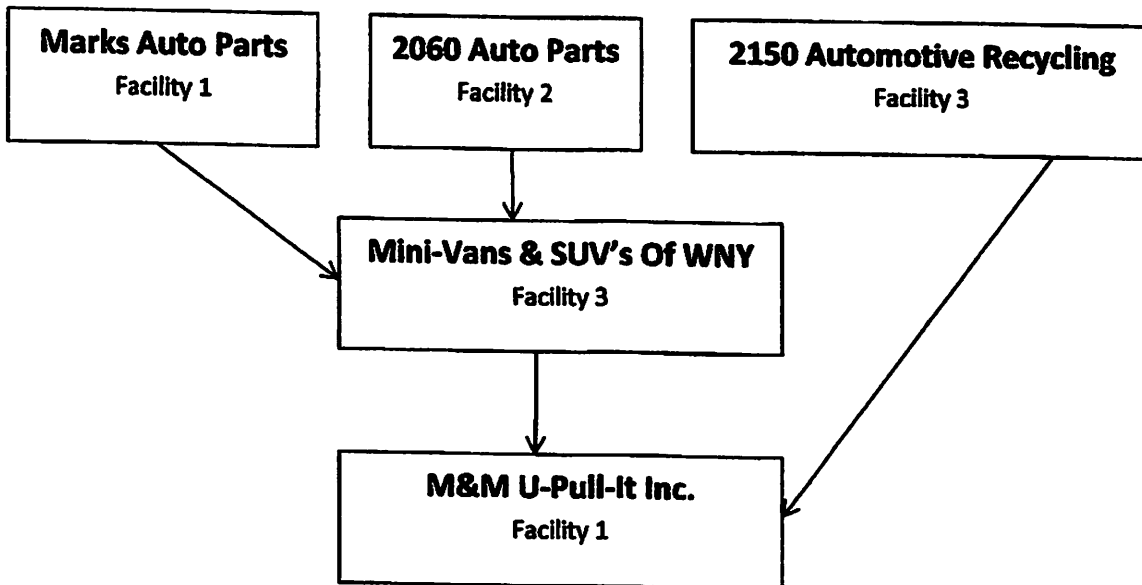 Marks Auto Parts
Facility 1
2060 Auto Parts
Facility 2
2150 Automotive Recycling
Facility 3
Mini-Vans & SUV's Of WNY
Facility 3
M&M U-Pull-It Inc.
Facility 1